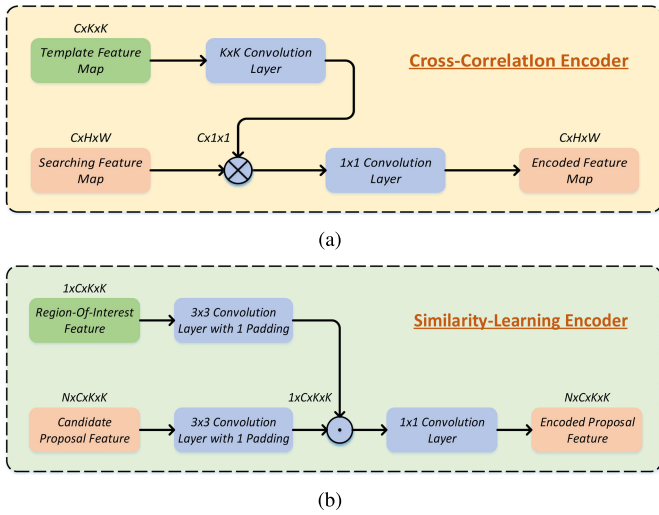 CxKxK
Template Feature
Map
KxK Convolution
Layer
Cross-CorrelatIon Encoder
CxHxW
Cx1x1
CxHxW
Searching Feature
Map
1x1 Convolution
Layer
Encoded Feature
Map
(a)
1xCxKxK
Region-Of-Interest
Feature
3x3 Convolution
Layer with 1 Padding
Similarity-Learning Encoder
NxCxKxK
1xCxKxK
NxCxKxK
Candidate
Proposal Feature
3x3 Convolution
Layer with 1 Padding
1x1 Convolution
Layer
Encoded Proposal
Feature
(b)